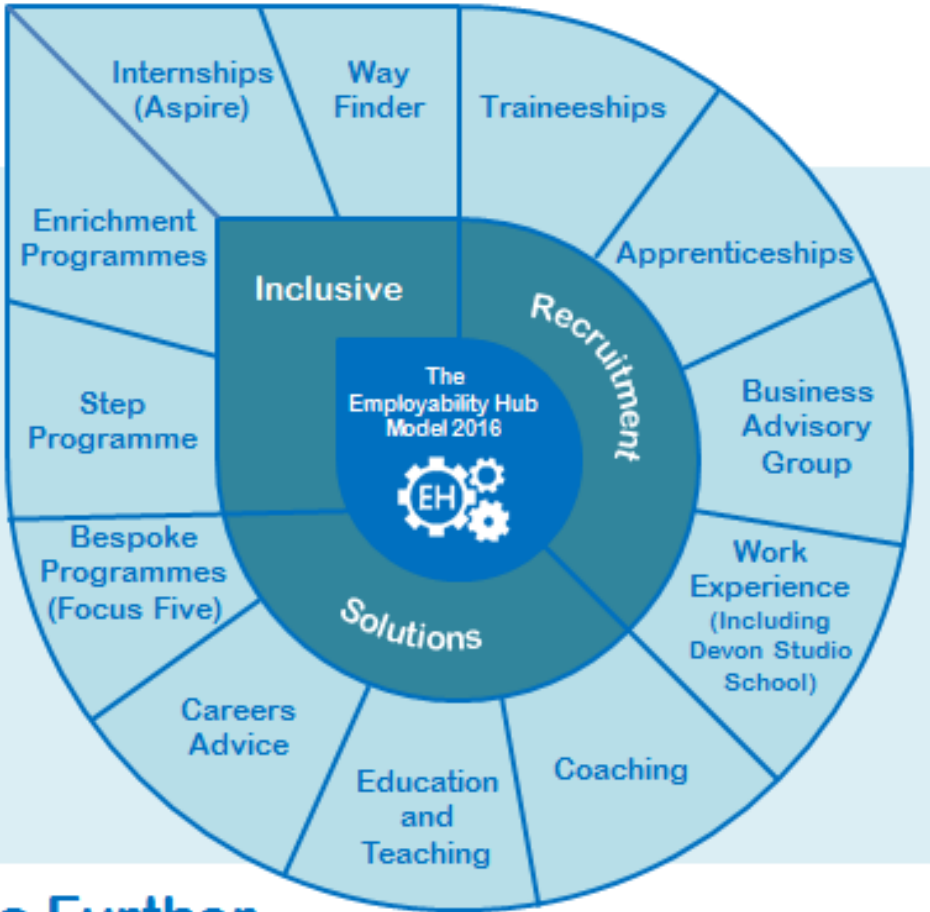 Internships
(Aspire)
Way
Finder
Traineeships
Apprenticeships
Business
Advisory
Group
Work
Experience
(Including
Devon Studio
School)
Coaching
Education
and
Teaching
Careers
Advice
Bespoke
Programmes
(Focus Five)
Step
Programme
Enrichment
Programmes
Inclusive
Recruitment
Solutions
The
Employability Hub
Model 2016
EH
Further